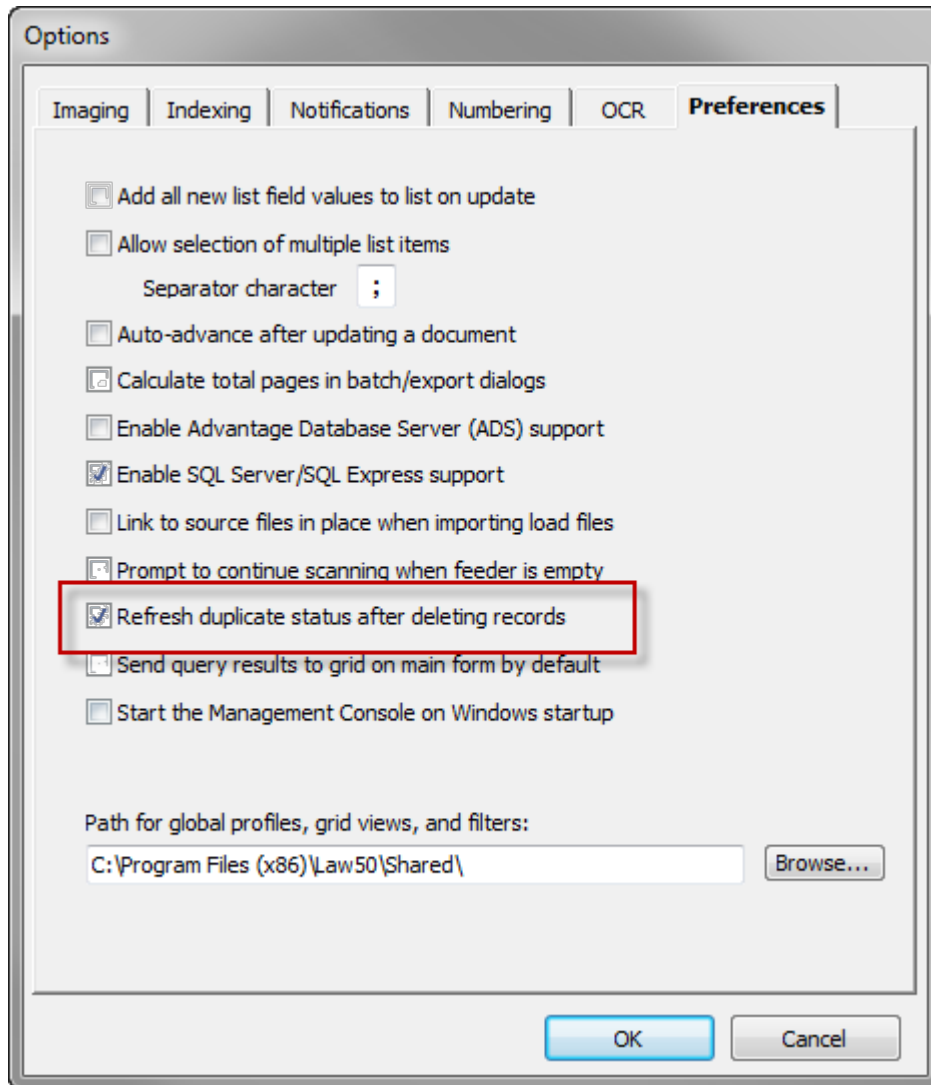 Options
Imaging Indexing Notifications Numbering OCR Preferences
Add all new list field values to list on update
Allow selection of multiple list items
Separator character ;
Auto-advance after updating a document
Calculate total pages in batch/export dialogs
Enable Advantage Database Server (ADS) support
Enable SQL Server/SQL Express support
Link to source files in place when importing load files
Prompt to continue scanning when feeder is empty
Refresh duplicate status after deleting records
Send query results to grid on main form by default
Start the Management Console on Windows startup
Path for global profiles, grid views, and filters:
C:\Program Files (x86)\Law50\Shared\ Browse...
OK Cancel